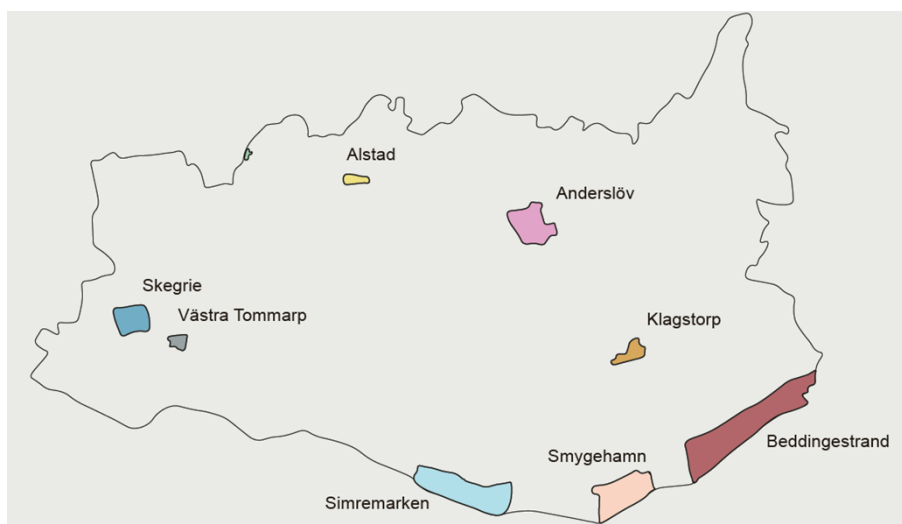 Alstad
Anderslöv
Skegrie
Västra Tommarp
Klagstorp
Beddingestrand
Smygehamn
Simremarken